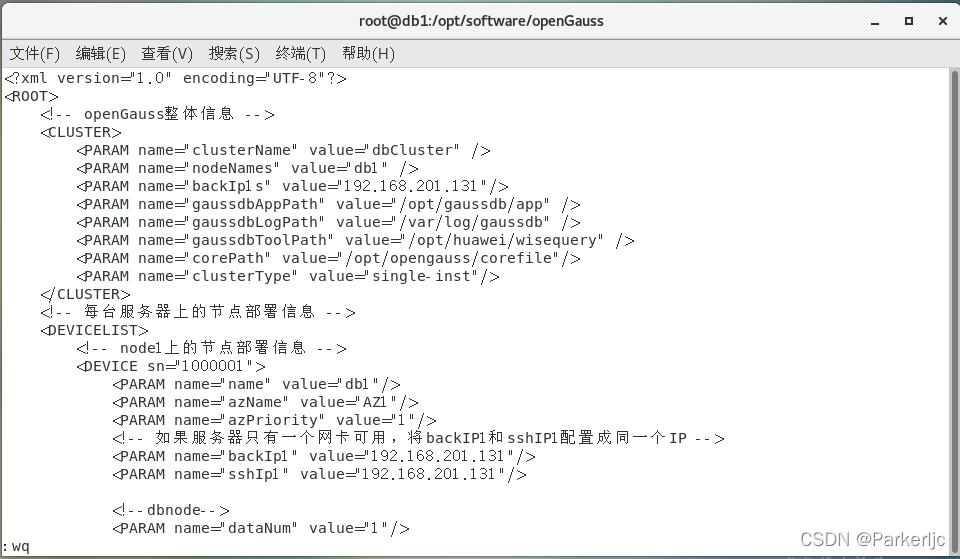 root@db1:/opt/software/openGauss
文件(F) 编辑(E) 查看(V) 搜索(S) 终端(T) 帮助(H)
<?xml version="1.0" encoding="UTF-8"?>
<ROOT>
    <!-- openGauss整体信息 -->
    <CLUSTER>
        <PARAM name="clusterName" value="dbCluster" />
        <PARAM name="nodeNames" value="db1" />
        <PARAM name="backIp1s" value="192.168.201.131"/>
        <PARAM name="gaussdbAppPath" value="/opt/gaussdb/app" />
        <PARAM name="gaussdbLogPath" value="/var/log/gaussdb" />
        <PARAM name="gaussdbToolPath" value="/opt/huawei/wisequery" />
        <PARAM name="corePath" value="/opt/opengauss/corefile"/>
        <PARAM name="clusterType" value="single-inst"/>
    </CLUSTER>
    <!-- 每台服务器上的节点部署信息 -->
    <DEVICELIST>
        <!-- node1上的节点部署信息 -->
        <DEVICE sn="1000001">
            <PARAM name="name" value="db1"/>
            <PARAM name="azName" value="AZ1"/>
            <PARAM name="azPriority" value="1"/>
            <!-- 如果服务器只有一个网卡可用，将backIP1和sshIP1配置成同一个IP -->
            <PARAM name="backIp1" value="192.168.201.131"/>
            <PARAM name="sshIp1" value="192.168.201.131"/>
            <!--dbnode-->
            <PARAM name="dataNum" value="1"/>
:wq
CSDN @Parkerljc